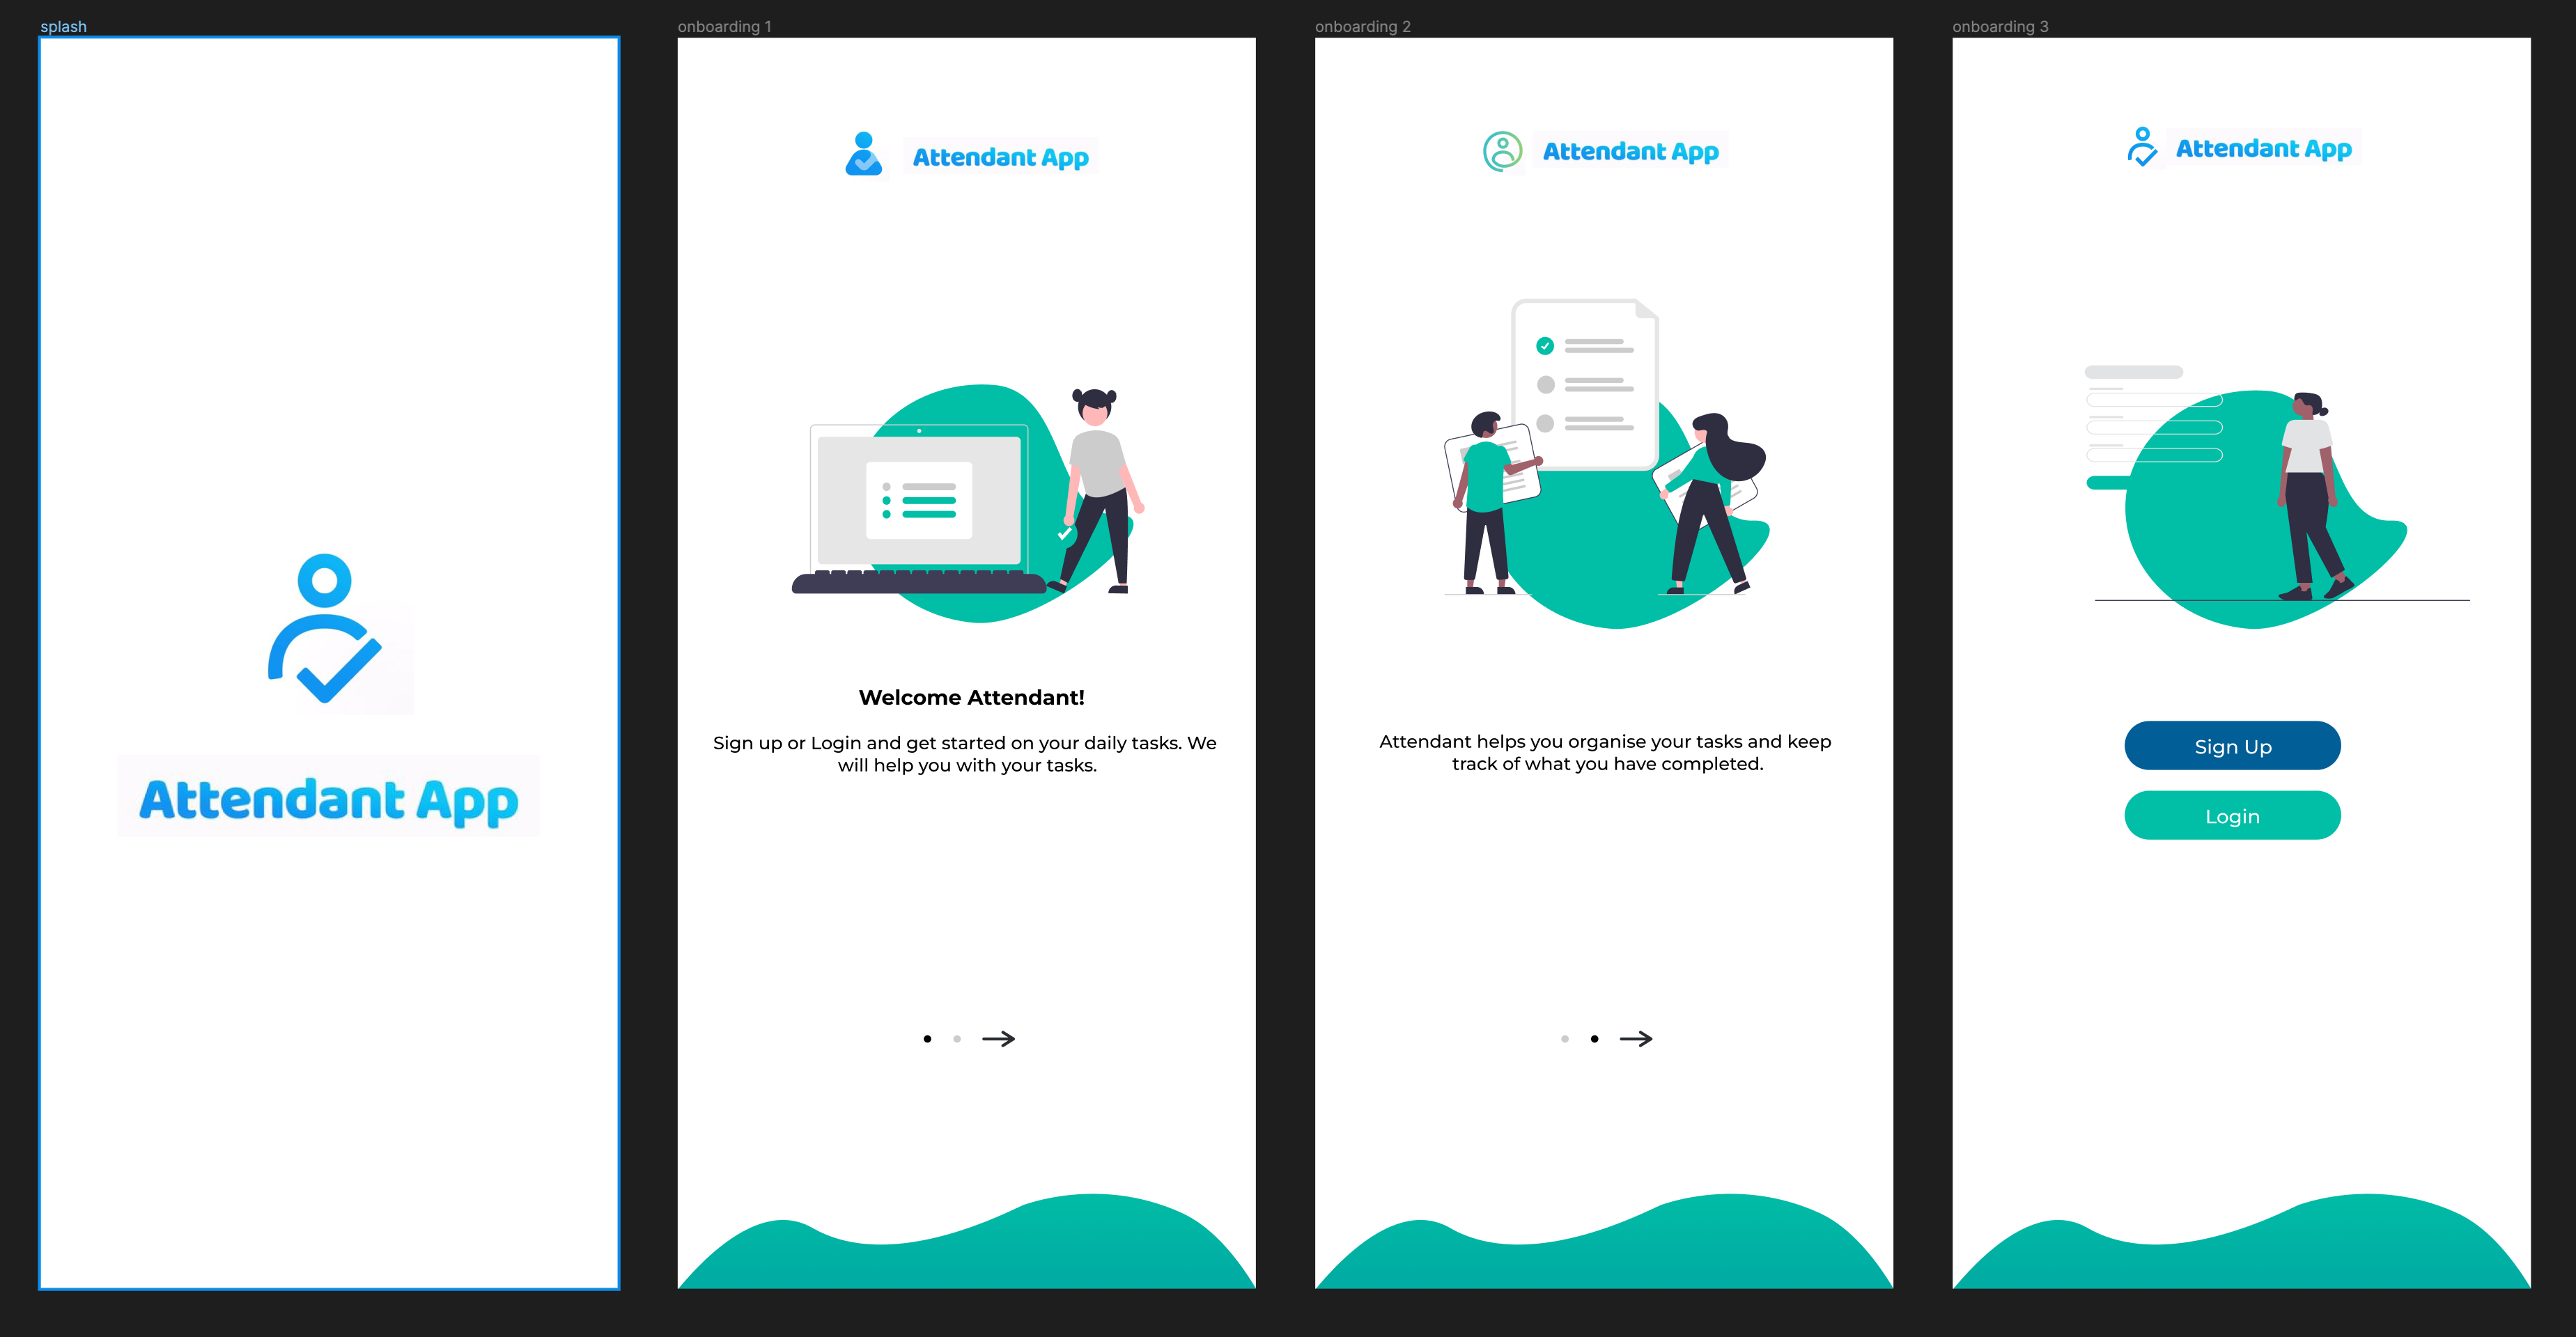 splash
Attendant App
onboarding 1
Attendant App
Welcome Attendant!
Sign up or Login and get started on your daily tasks. We
will help you with your tasks.
onboarding 2
Attendant App
Attendant helps you organise your tasks and keep
track of what you have completed.
onboarding 3
Attendant App
Sign Up
Login